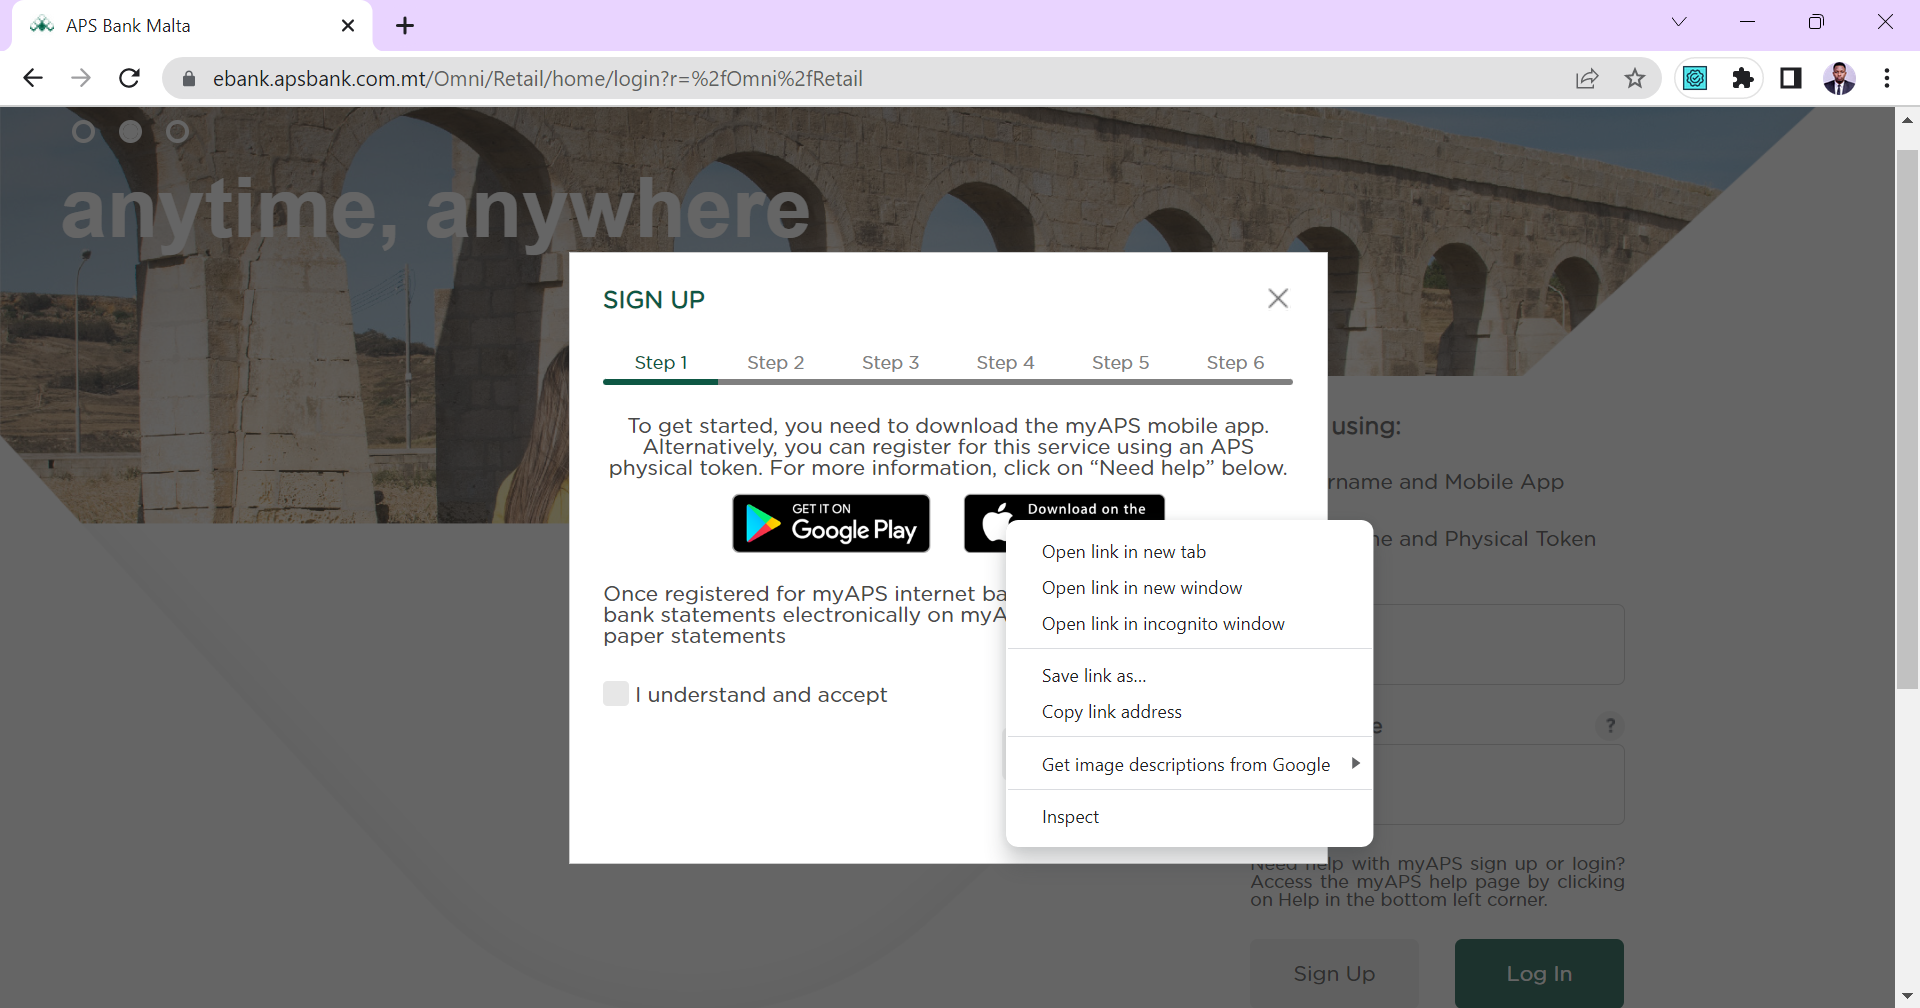 APS Bank Malta
ebank.apsbank.com.mt/Omni/Retail/home/login?r=%2fOmni%2fRetail
anytime, anywhere
SIGN UP
Step 1 Step 2 Step 3 Step 4 Step 5 Step 6
To get started, you need to download the myAPS mobile app.
Alternatively, you can register for this service using an APS
physical token. For more information, click on “Need help” below.
GET IT ON
Google Play
Download on the
Once registered for myAPS internet
bank statements electronically on
paper statements
I understand and accept
Open link in new tab
Open link in new window
Open link in incognito window
Save link as...
Copy link address
Get image descriptions from Google
Inspect
using:
and Mobile App
and Physical Token
?
Need help with myAPS sign up or login?
Access the myAPS help page by clicking
on Help in the bottom left corner.
Sign Up
Log In